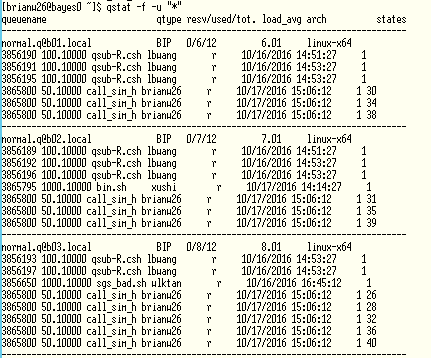 [brianw26@bayes0 ~]$ qstat -f -u "*"
queuename                      qtype resv/used/tot. load_avg arch          states
---------------------------------------------------------------------------------
normal.q@b01.local             BIP   0/6/12         6.01     linux-x64
3856190 100.10000 qsub-R.csh lbwang       r     10/16/2016 14:51:27     1
3856191 100.10000 qsub-R.csh lbwang       r     10/16/2016 14:53:27     1
3856195 100.10000 qsub-R.csh lbwang       r     10/16/2016 14:53:27     1
3865800 50.10000 call_sim_h brianw26     r     10/17/2016 15:06:12     1 30
3865800 50.10000 call_sim_h brianw26     r     10/17/2016 15:06:12     1 34
3865800 50.10000 call_sim_h brianw26     r     10/17/2016 15:06:12     1 38
---------------------------------------------------------------------------------
normal.q@b02.local             BIP   0/7/12         7.01     linux-x64
3856189 100.10000 qsub-R.csh lbwang       r     10/16/2016 14:51:27     1
3856192 100.10000 qsub-R.csh lbwang       r     10/16/2016 14:53:27     1
3856196 100.10000 qsub-R.csh lbwang       r     10/16/2016 14:53:27     1
3865795 1000.10000 bin.sh     xushi        r     10/17/2016 14:14:27     1
3865800 50.10000 call_sim_h brianw26     r     10/17/2016 15:06:12     1 31
3865800 50.10000 call_sim_h brianw26     r     10/17/2016 15:06:12     1 35
3865800 50.10000 call_sim_h brianw26     r     10/17/2016 15:06:12     1 39
---------------------------------------------------------------------------------
normal.q@b03.local             BIP   0/8/12         8.01     linux-x64
3856193 100.10000 qsub-R.csh lbwang       r     10/16/2016 14:53:27     1
3856197 100.10000 qsub-R.csh lbwang       r     10/16/2016 14:53:27     1
3856650 1000.10000 sgs_bad.sh wlktan       r     10/16/2016 16:45:12     1
3865800 50.10000 call_sim_h brianw26     r     10/17/2016 15:06:12     1 26
3865800 50.10000 call_sim_h brianw26     r     10/17/2016 15:06:12     1 28
3865800 50.10000 call_sim_h brianw26     r     10/17/2016 15:06:12     1 32
3865800 50.10000 call_sim_h brianw26     r     10/17/2016 15:06:12     1 36
3865800 50.10000 call_sim_h brianw26     r     10/17/2016 15:06:12     1 40
---------------------------------------------------------------------------------